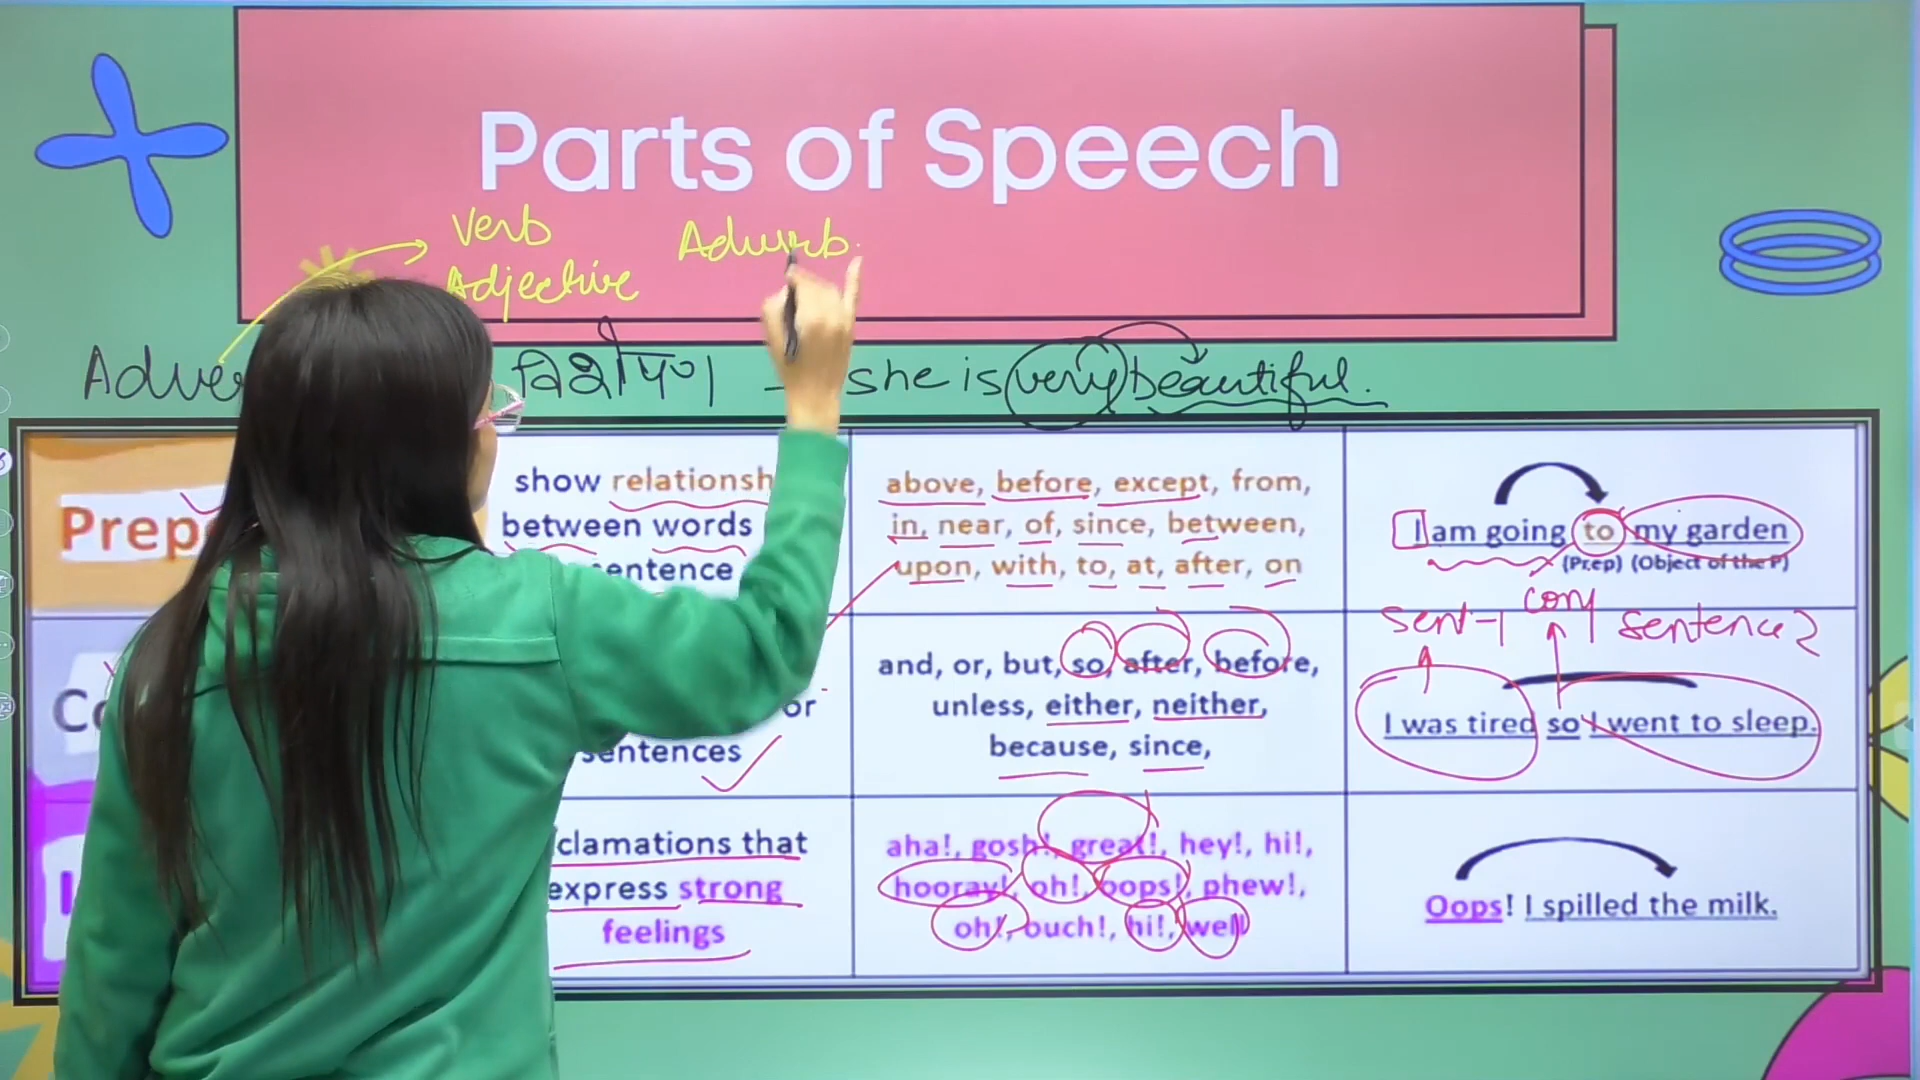 Parts of Speech
Verb
Adjective
Adverb.
Adver
विशेषण – she is very beautiful.
Prep
show relationsh
between words
entence
above, before, except, from,
in, near, of, since, between,
upon, with, to, at, after, on
I am going to my garden
(Prep) (Object of the P)
Sent-1 conj Sentence 2
Co
or
sentences
and, or, but, so, after, before,
unless, either, neither,
because, since,
I was tired so I went to sleep.
I
clamations that
express strong
feelings
aha!, gosh!, great!, hey!, hi!,
hooray!, oh!, oops!, phew!,
oh!, ouch!, hi!, well
Oops! I spilled the milk.